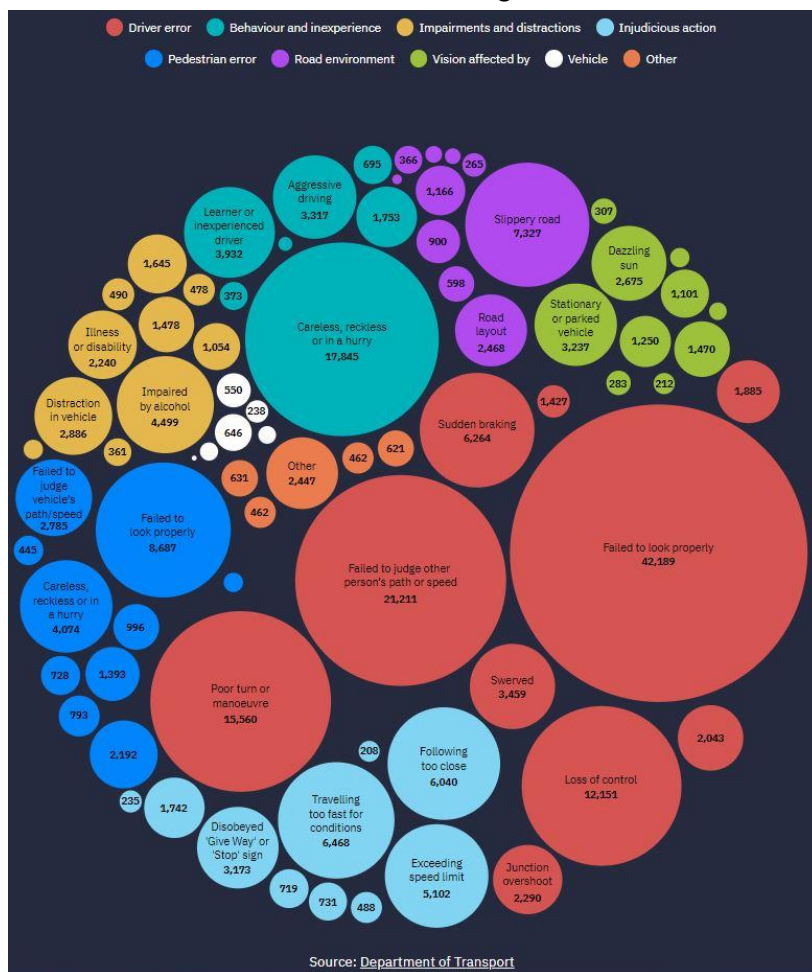 Driver error
Behaviour and inexperience
Impairments and distractions
Injudicious action
Pedestrian error
Road environment
Vision affected by
Vehicle
Other
695
366
265
Aggressive
driving
3,317
1,753
1,166
Slippery road
7,327
307
Learner or
inexperienced
driver
3,932
900
Dazzling
sun
2,675
1,645
478
373
598
1,101
490
1,478
Careless, reckless
or in a hurry
17,845
Road
layout
2,468
Stationary
or parked
vehicle
3,237
1,250
1,470
Illness
or disability
2,240
1,054
283
212
1,885
Distraction
in vehicle
2,886
Impaired
by alcohol
4,499
550
238
646
Sudden braking
6,264
1,427
361
Other
2,447
462
621
631
462
Failed to
judge
vehicle's
path/speed
2,785
Failed to
look properly
8,687
445
Failed to judge other
person's path or speed
21,211
Failed to look properly
42,189
Careless,
reckless or in
a hurry
4,074
996
728
1,393
793
2,192
Poor turn or
manoeuvre
15,560
Swerved
3,459
2,043
Loss of control
12,151
208
Following
too close
6,040
235
1,742
Travelling
too fast for
conditions
6,468
Disobeyed
'Give Way' or
'Stop' sign
3,173
Exceeding
speed limit
5,102
Junction
overshoot
2,290
719
731
488
Source: Department of Transport